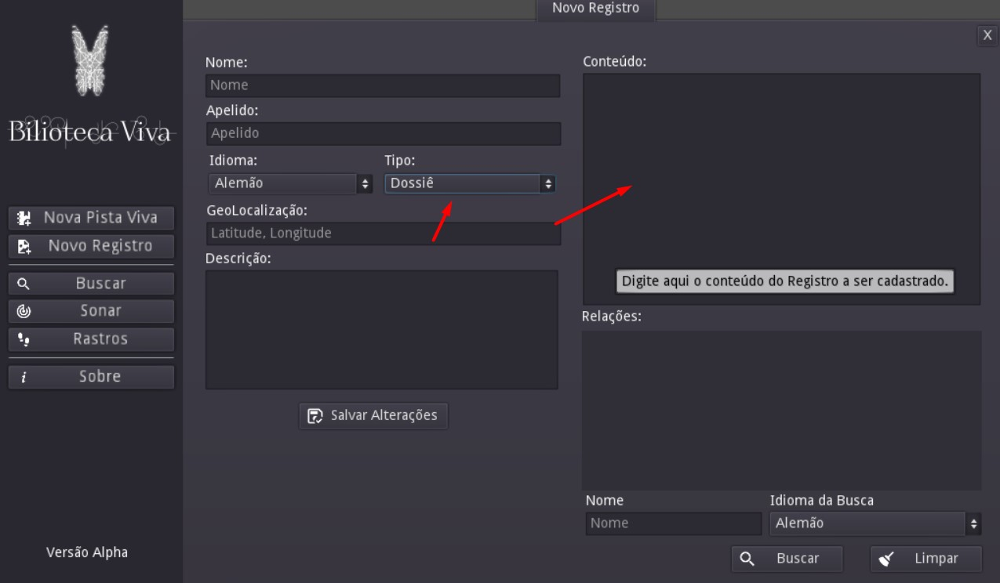 Novo Registro
X
Bilioteca Viva
Nova Pista Viva
Novo Registro
Buscar
Sonar
Rastros
Sobre
Versão Alpha
Nome:
Nome
Apelido:
Apelido
Idioma: Tipo:
Alemão Dossiê
GeoLocalização:
Latitude, Longitude
Descrição:
Salvar Alterações
Conteúdo:
Digite aqui o conteúdo do Registro a ser cadastrado.
Relações:
Nome Idioma da Busca
Nome Alemão
Buscar Limpar